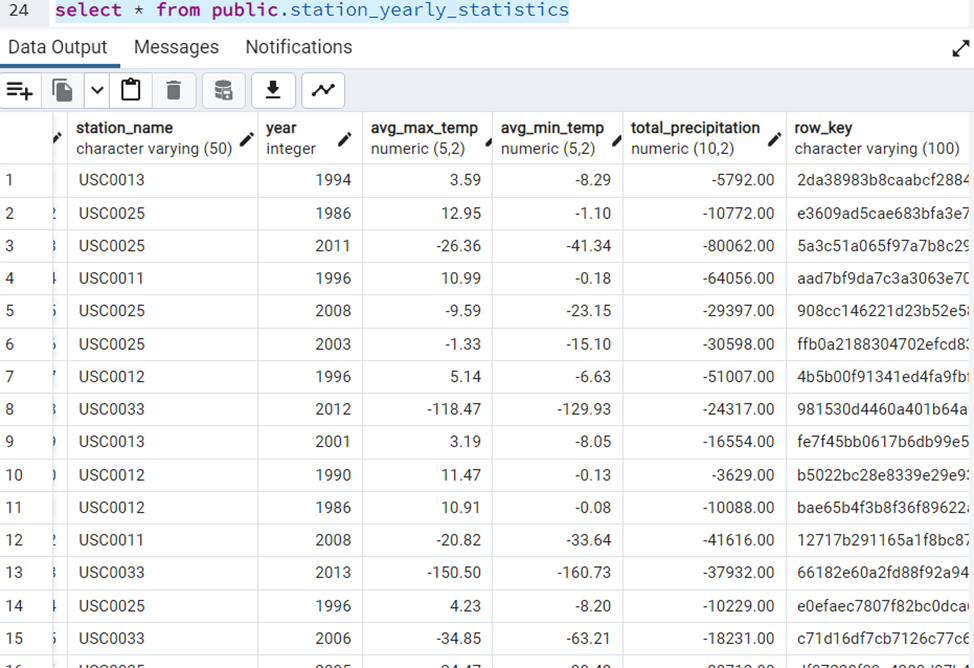 24 select * from public.station_yearly_statistics
Data Output Messages Notifications
station_name year avg_max_temp avg_min_temp total_precipitation row_key
character varying (50) integer numeric (5,2) numeric (5,2) numeric (10,2) character varying (100)
1 USC0013 1994 3.59 -8.29 -5792.00 2da38983b8caabcf2884
2 USC0025 1986 12.95 -1.10 -10772.00 e3609ad5cae683bfa3e7
3 USC0025 2011 -26.36 -41.34 -80062.00 5a3c51a065f97a7b8c29
4 USC0011 1996 10.99 -0.18 -64056.00 aad7bf9da7c3a3063e70
5 USC0025 2008 -9.59 -23.15 -29397.00 908cc146221d23b52e58
6 USC0025 2003 -1.33 -15.10 -30598.00 ffb0a2188304702efcd83
7 USC0012 1996 5.14 -6.63 -51007.00 4b5b00f91341ed4fa9fbf
8 USC0033 2012 -118.47 -129.93 -24317.00 981530d4460a401b64a
9 USC0013 2001 3.19 -8.05 -16554.00 fe7f45bb0617b6db99e5
10 USC0012 1990 11.47 -0.13 -3629.00 b5022bc28e8339e29e93
11 USC0012 1986 10.91 -0.08 -10088.00 bae65b4f3b8f36f89622
12 USC0011 2008 -20.82 -33.64 -41616.00 12717b291165a1f8bc87
13 USC0033 2013 -150.50 -160.73 -37932.00 66182e60a2fd88f92a94
14 USC0025 1996 4.23 -8.20 -10229.00 e0efaec7807f82bc0dca
15 USC0033 2006 -34.85 -63.21 -18231.00 c71d16df7cb7126c77c6